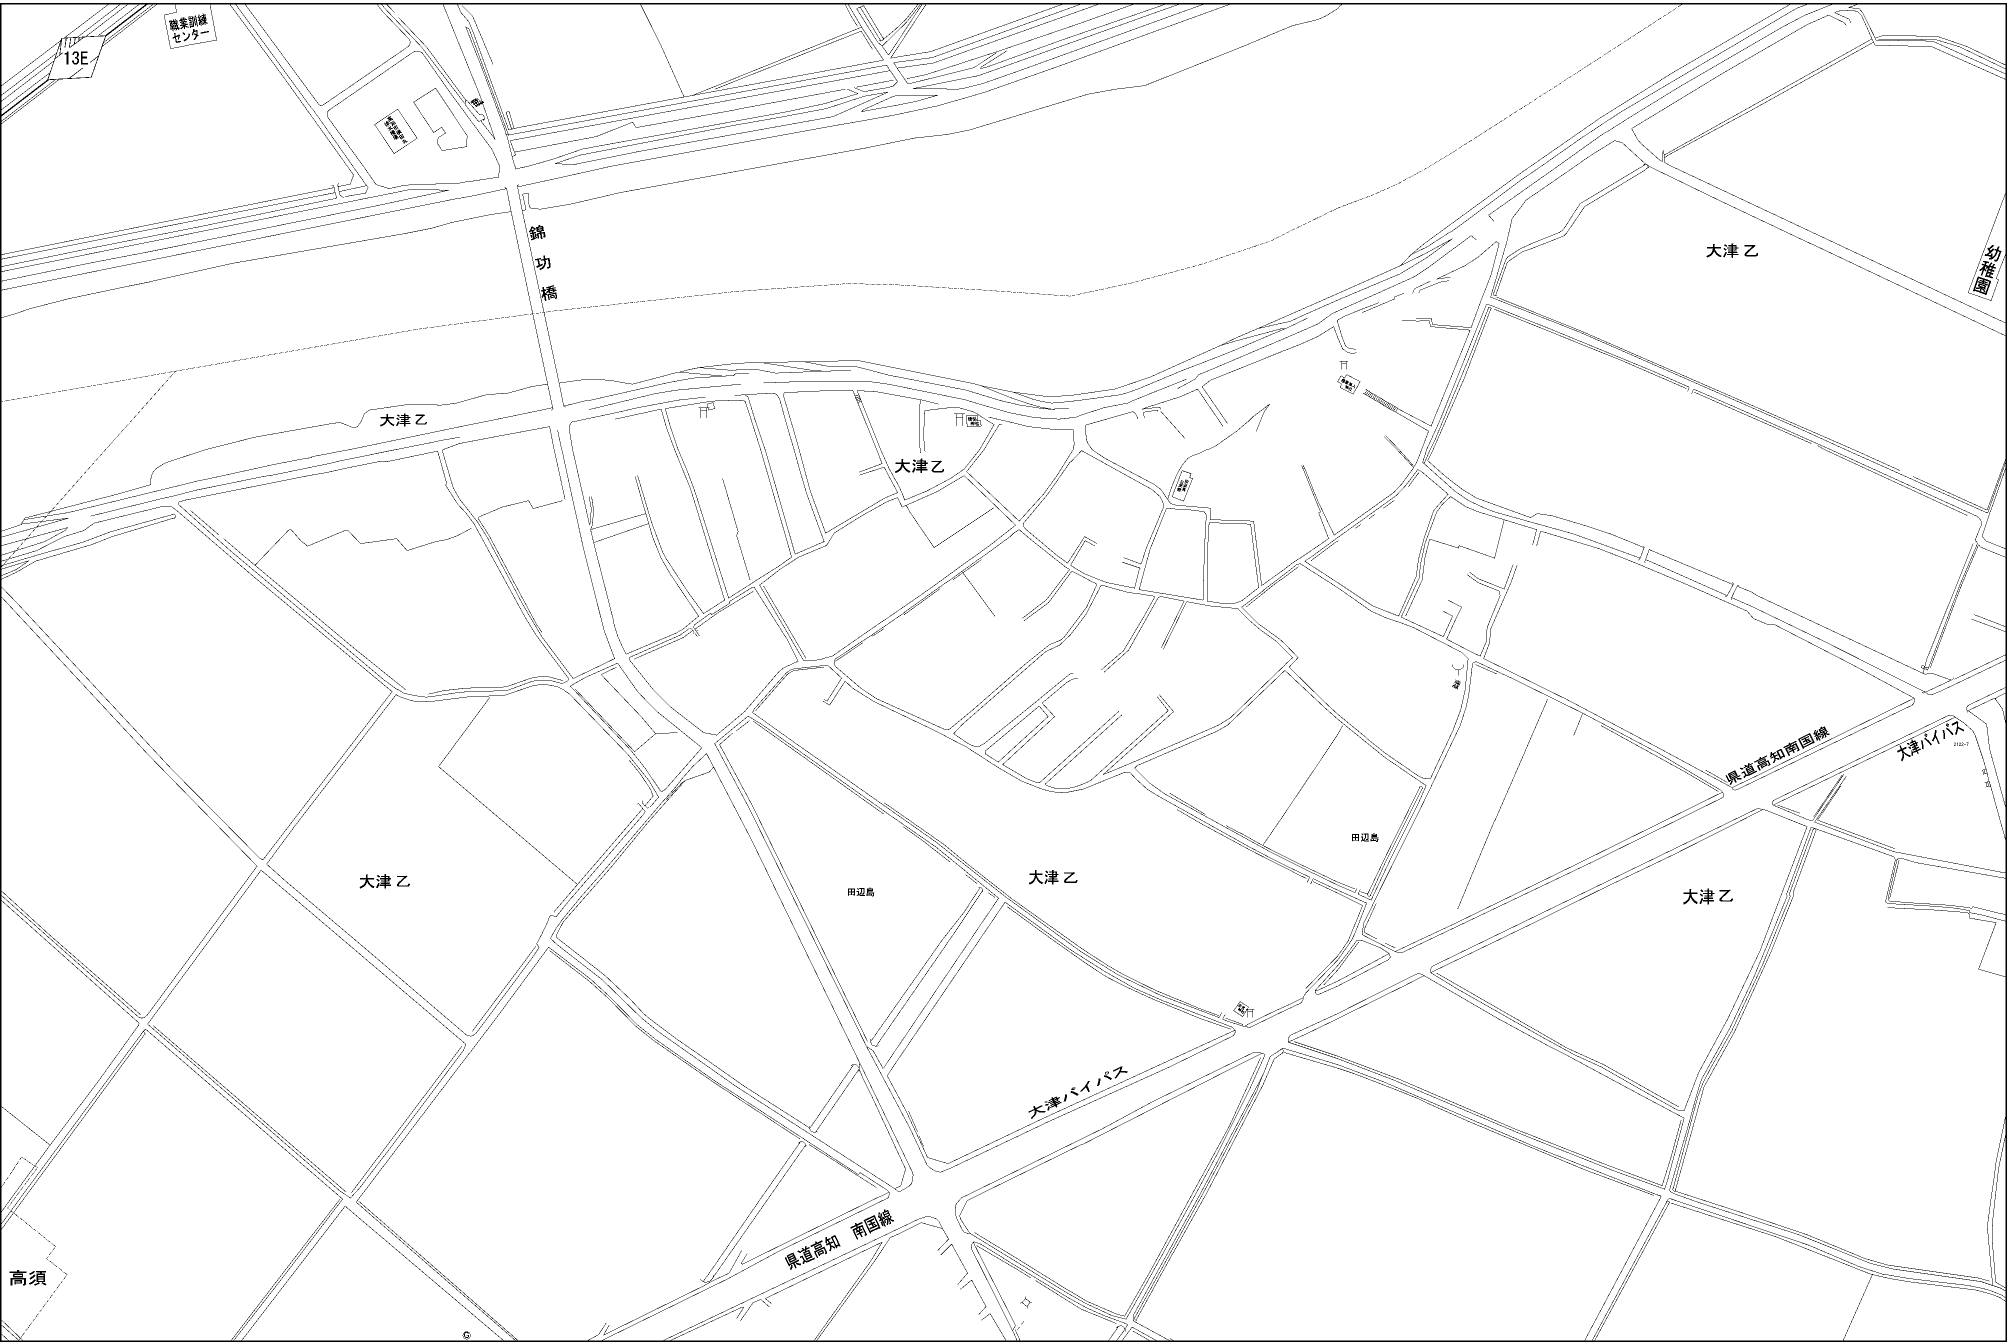 職業訓練
センター
13E
錦功橋
大津乙
幼稚園
大津乙
大津乙
県道高知南国線
大津バイパス
2122-7
田辺島
大津乙
大津乙
田辺島
大津乙
大津バイパス
県道高知 南国線
高須
G